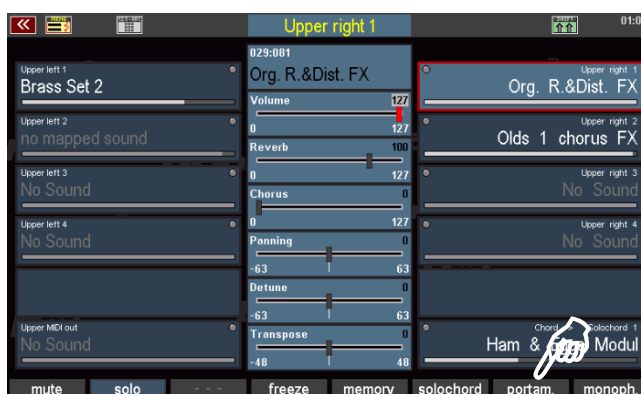 MENU
Upper right 1
SHIFT
01:0
029:081
Org. R.&Dist. FX
Upper left 1
Brass Set 2
Upper left 2
no mapped sound
Upper left 3
No Sound
Upper left 4
No Sound
Upper MIDI out
No Sound
Volume 127
0 127
Reverb 100
0 127
Chorus 0
0 127
Panning 0
-63 63
Detune 0
-63 63
Transpose 0
-48 48
Upper right 1
Org. R.&Dist. FX
Upper right 2
Olds 1 chorus FX
Upper right 3
No Sound
Upper right 4
No Sound
Chord Solochord 1
Ham & Modul
mute solo - - - freeze memory solochord portam. monoph